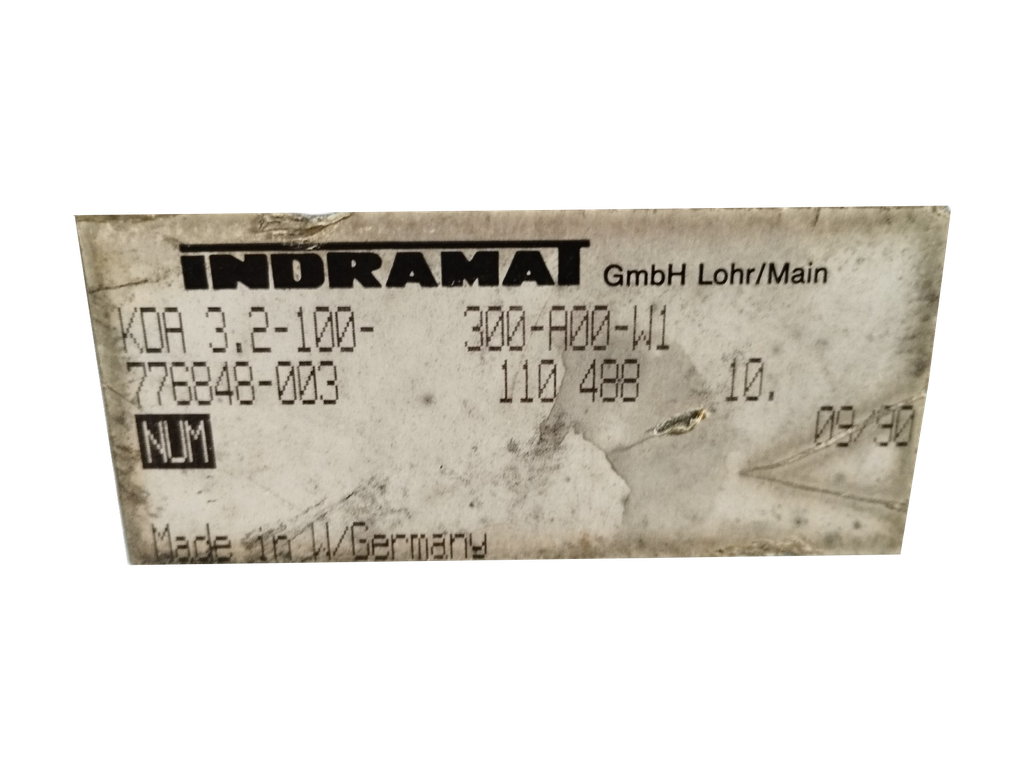 INDRAMAT GmbH Lohr/Main
KDA 3.2-100- 300-A00-W1
776848-003 110 488 10.
09/90
NUM
Made in W/Germany